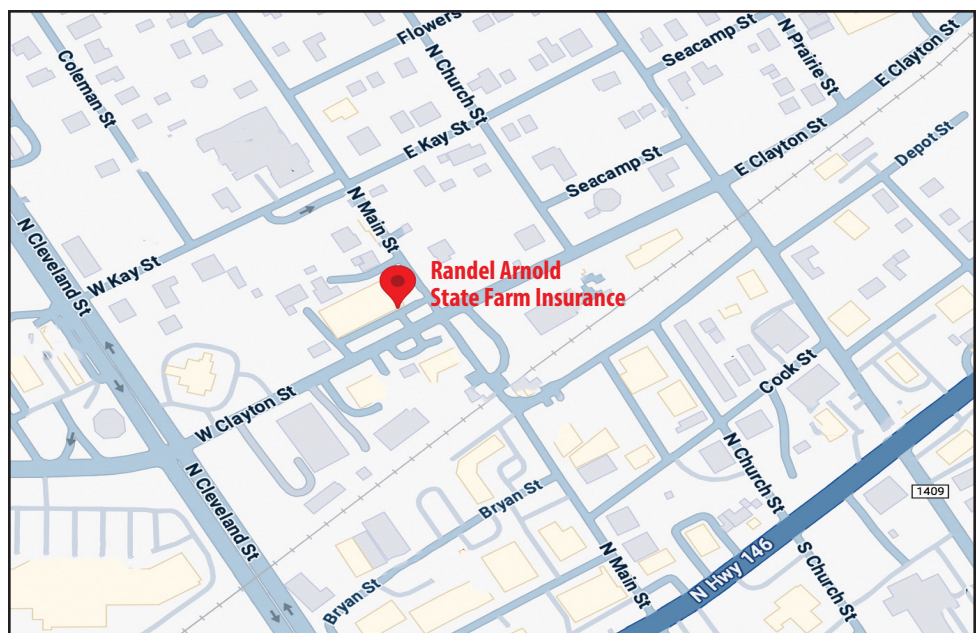 Flowers
N Prairie St
Coleman St
N Church St
Seacamp St
E Clayton St
E Kay St
Depot St
E Clayton St
Seacamp St
N Main St
N Cleveland St
W Kay St
Randel Arnold
State Farm Insurance
Cook St
W Clayton St
N Church St
N Cleveland St
Bryan St
1409
N Hwy 146
N Main St
S Church St
Bryan St